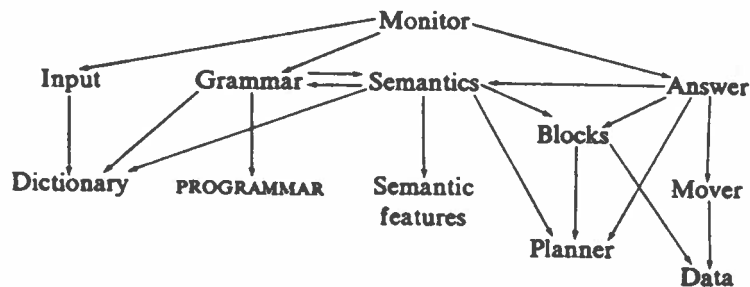 Monitor
Input
Grammar
Semantics
Answer
Blocks
Dictionary
PROGRAMMAR
Semantic
features
Mover
Planner
Data